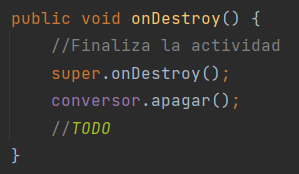 public void onDestroy() {
    //Finaliza la actividad
    super.onDestroy();
    conversor.apagar();
    //TODO
}